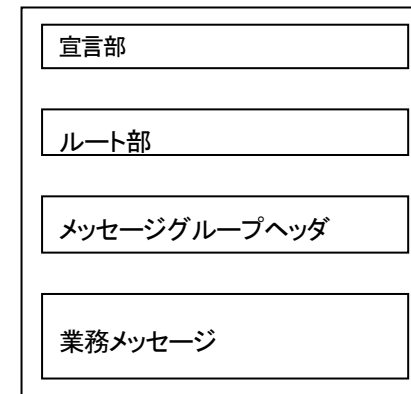 宣言部
ルート部
メッセージグループヘッダ
業務メッセージ